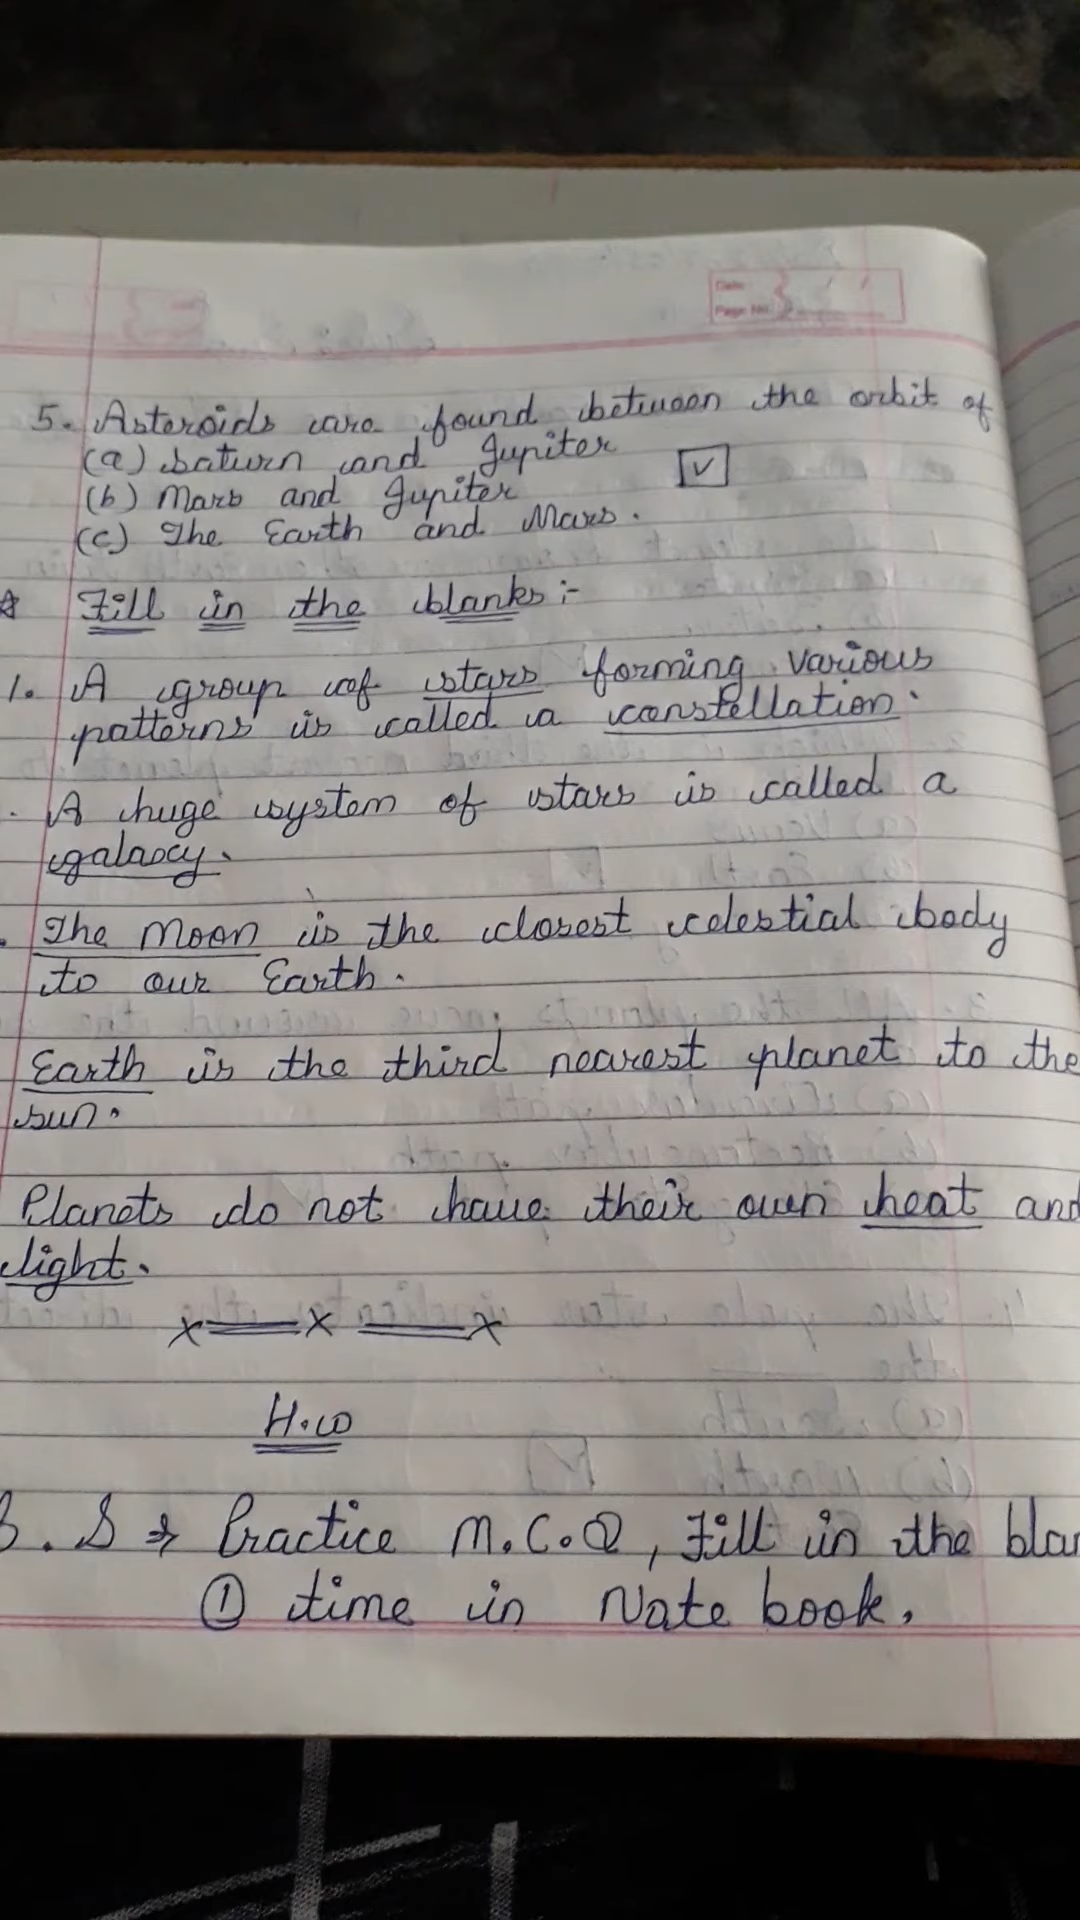 Date
Page No.
5. Asteroids are found between the orbit of
(a) Saturn and Jupiter
(b) Mars and Jupiter ✓
(c) The Earth and Mars.
Fill in the blanks :-
1. A group of stars forming various
patterns is called a constellation.
. A huge system of stars is called a
galaxy.
. The Moon is the closest celestial body
to our Earth.
Earth is the third nearest planet to the
sun.
Planets do not have their own heat and
light.
x x x
H.w
S → Practice M.C.Q, Fill in the
① time in Note book.